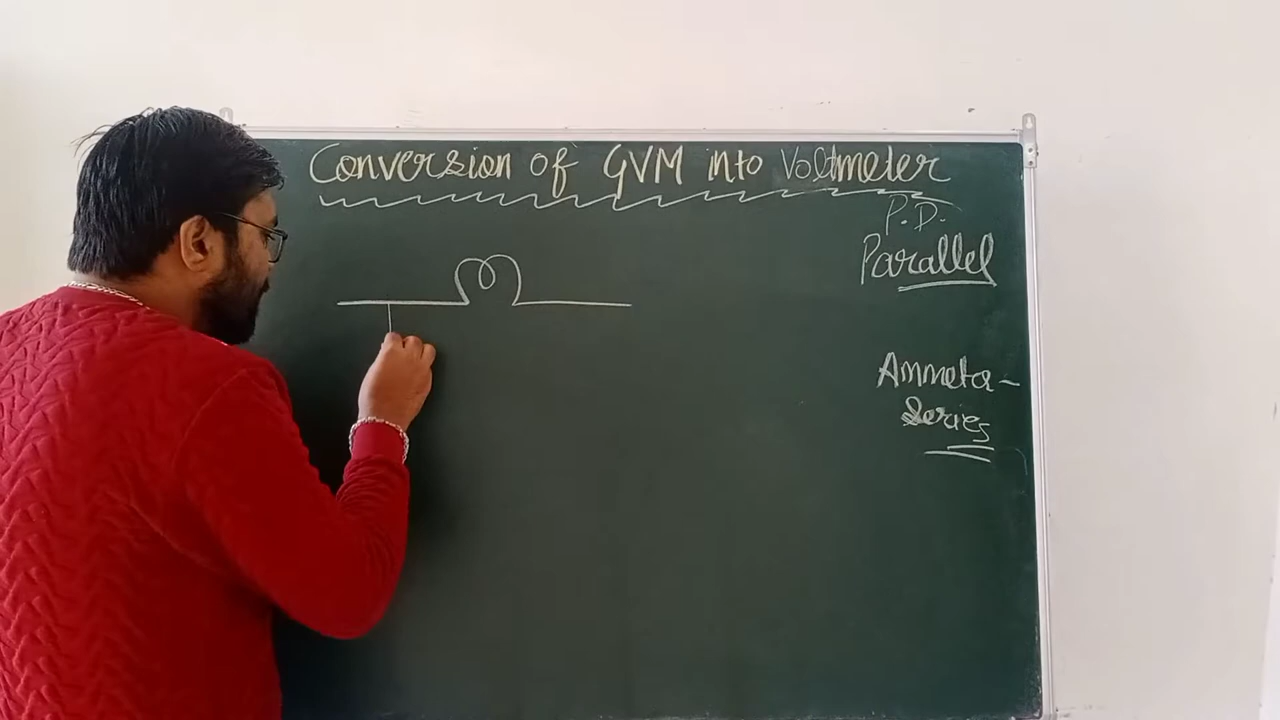 Conversion of GVM into Voltmeter
P.D.
Parallel
Ammeter -
Series